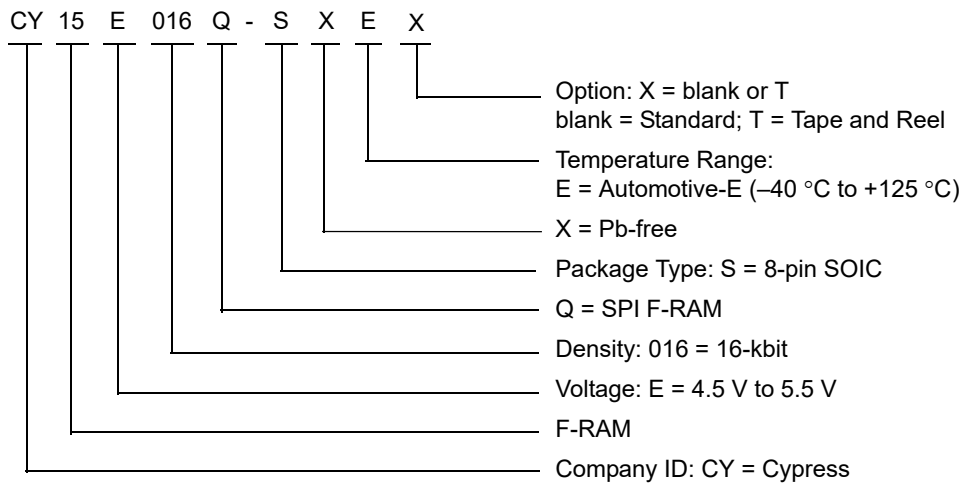 CY 15 E 016 Q - S X E X
Option: X = blank or T
blank = Standard; T = Tape and Reel
Temperature Range:
E = Automotive-E (–40 °C to +125 °C)
X = Pb-free
Package Type: S = 8-pin SOIC
Q = SPI F-RAM
Density: 016 = 16-kbit
Voltage: E = 4.5 V to 5.5 V
F-RAM
Company ID: CY = Cypress